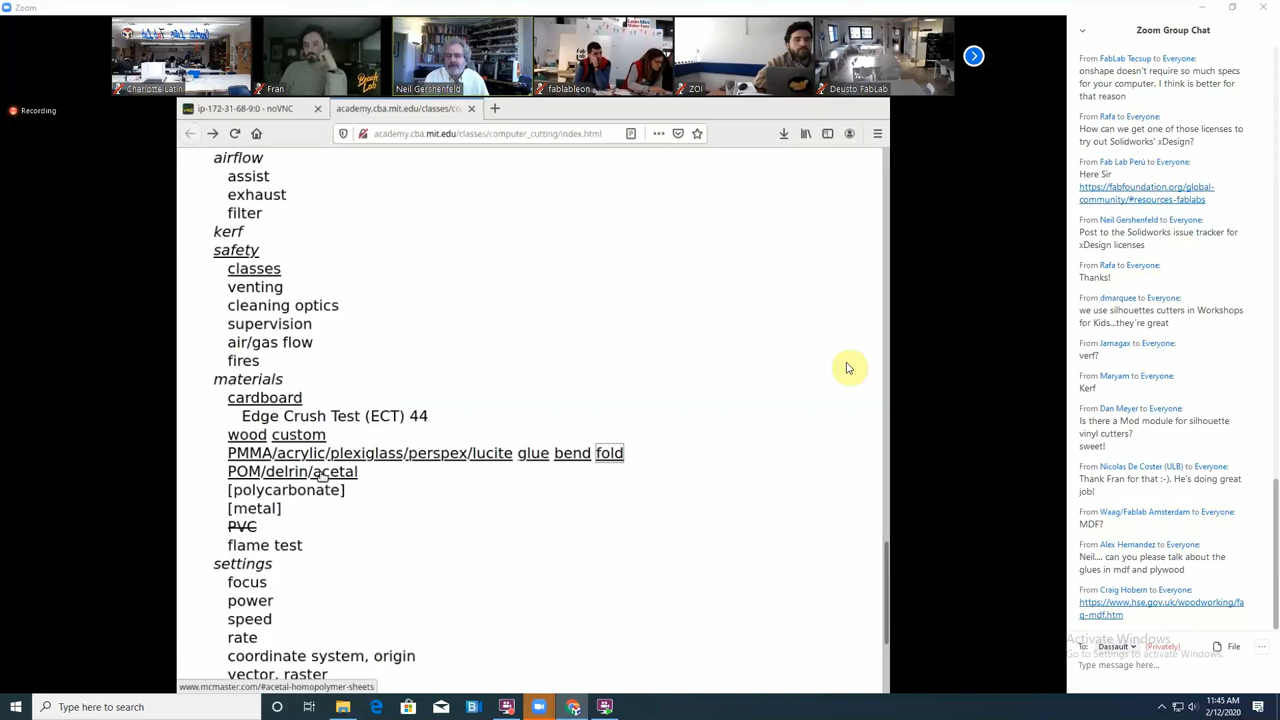 Zoom
Charlotte Latin
Fran
Neil Gershenfeld
fablableon
ZOI
Deusto FabLab
Recording
ip-172-31-68-9:0 - noVNC
academy.cba.mit.edu/classes/co
academy.cba.mit.edu/classes/computer_cutting/index.html
airflow
assist
exhaust
filter
kerf
safety
classes
venting
cleaning optics
supervision
air/gas flow
fires
materials
cardboard
Edge Crush Test (ECT) 44
wood custom
PMMA/acrylic/plexiglass/perspex/lucite glue bend fold
POM/delrin/acetal
[polycarbonate]
[metal]
PVC
flame test
settings
focus
power
speed
rate
coordinate system, origin
vector, raster
www.mcmaster.com/#acetal-homopolymer-sheets
Zoom Group Chat
From FabLab Tecsup to Everyone:
onshape doesn't require so much specs
for your computer. I think is better for
that reason
From Rafa to Everyone:
How can we get one of those licenses to
try out Solidworks' xDesign?
From Fab Lab Perú to Everyone:
Here Sir
https://fabfoundation.org/global-
community/#resources-fablabs
From Neil Gershenfeld to Everyone:
Post to the Solidworks issue tracker for
xDesign licenses
From Rafa to Everyone:
Thanks!
From dmarquee to Everyone:
we use silhouettes cutters in Workshops
for Kids...they´re great
From Jamagax to Everyone:
verf?
From Maryam to Everyone:
Kerf
From Dan Meyer to Everyone:
Is there a Mod module for silhouette
vinyl cutters?
sweet!
From Nicolas De Coster (ULB) to Everyone:
Thank Fran for that :-). He's doing great
job!
From Waag/Fablab Amsterdam to Everyone:
MDF?
From Alex Hernandez to Everyone:
Neil.... can you please talk about the
glues in mdf and plywood
From Craig Hobern to Everyone:
https://www.hse.gov.uk/woodworking/fa
q-mdf.htm
Activate Windows
Go to Settings to activate Windows.
To: Dassault (Privately) File
Type message here...
Type here to search
11:45 AM
2/12/2020